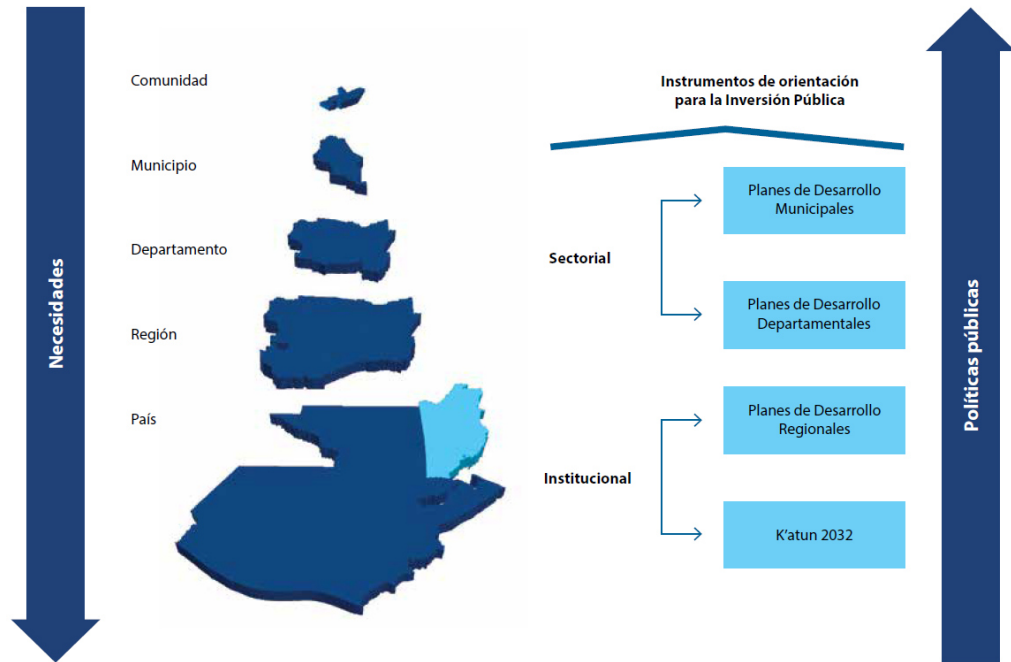 Necesidades
Comunidad
Municipio
Departamento
Región
País
Instrumentos de orientación
para la Inversión Pública
Sectorial
Planes de Desarrollo
Municipales
Planes de Desarrollo
Departamentales
Institucional
Planes de Desarrollo
Regionales
K'atun 2032
Políticas públicas